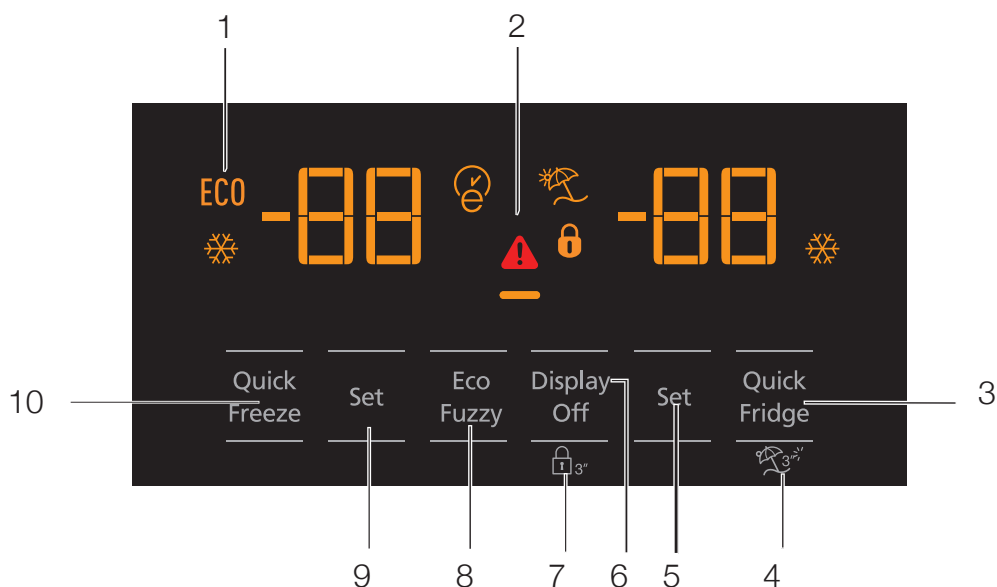 1
2
ECO
-88
-88
Quick Freeze
Set
Eco Fuzzy
Display Off
Set
Quick Fridge
10
3
3"
3"
9
8
7
6
5
4